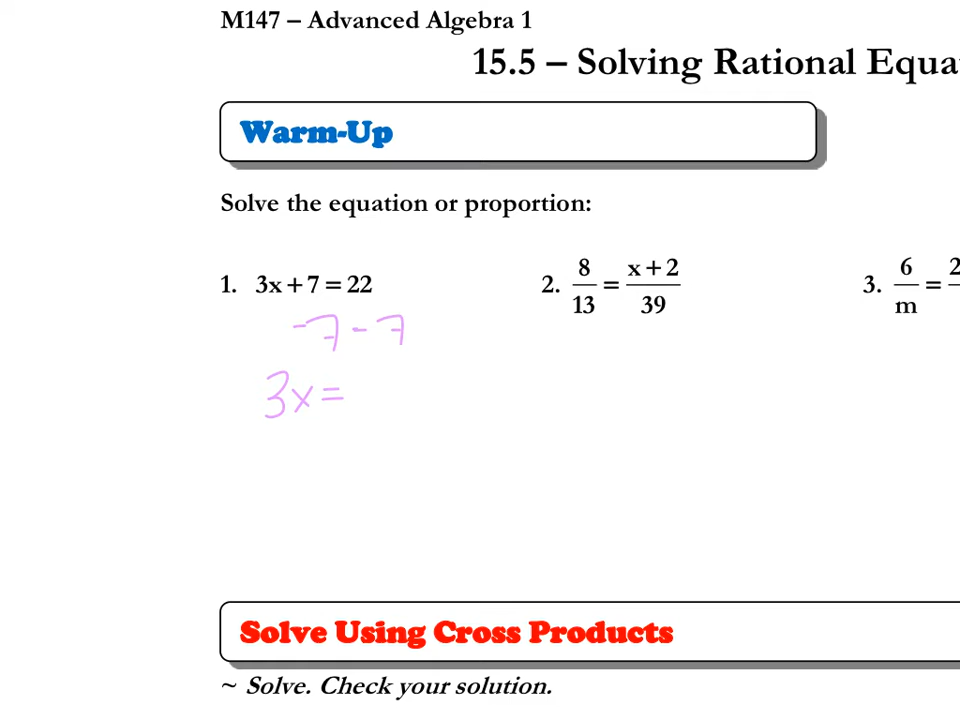 M147 – Advanced Algebra 1
15.5 – Solving Rational
Warm-Up
Solve the equation or proportion:
1. 3x + 7 = 22
-7 - 7
3x =
2. 8/13 = x + 2/39
3. 6/m =
Solve Using Cross Products
~ Solve. Check your solution.